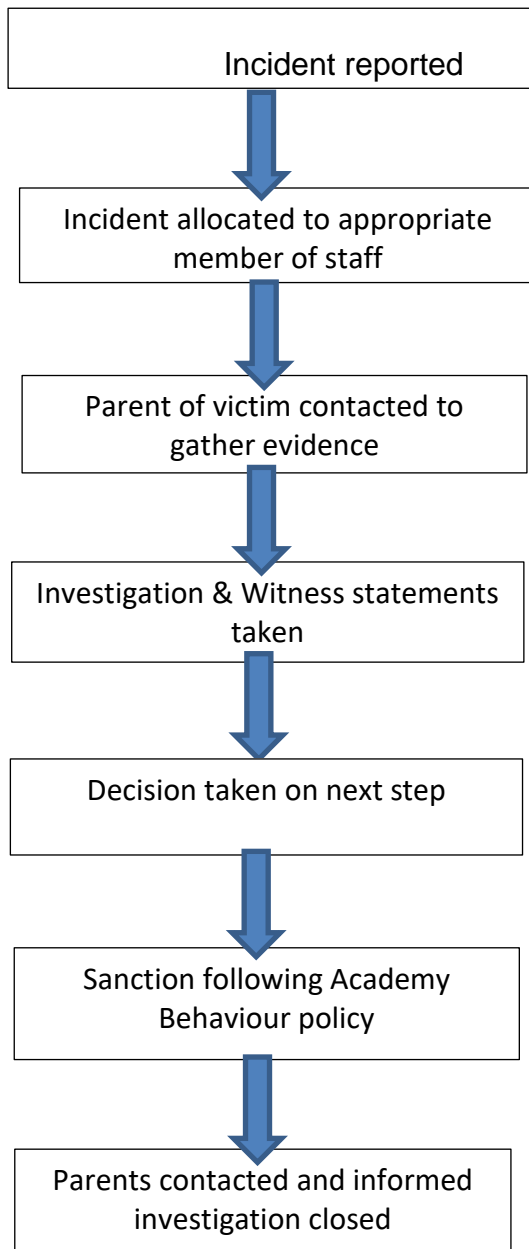 Incident reported
Incident allocated to appropriate
member of staff
Parent of victim contacted to
gather evidence
Investigation & Witness statements
taken
Decision taken on next step
Sanction following Academy
Behaviour policy
Parents contacted and informed
investigation closed